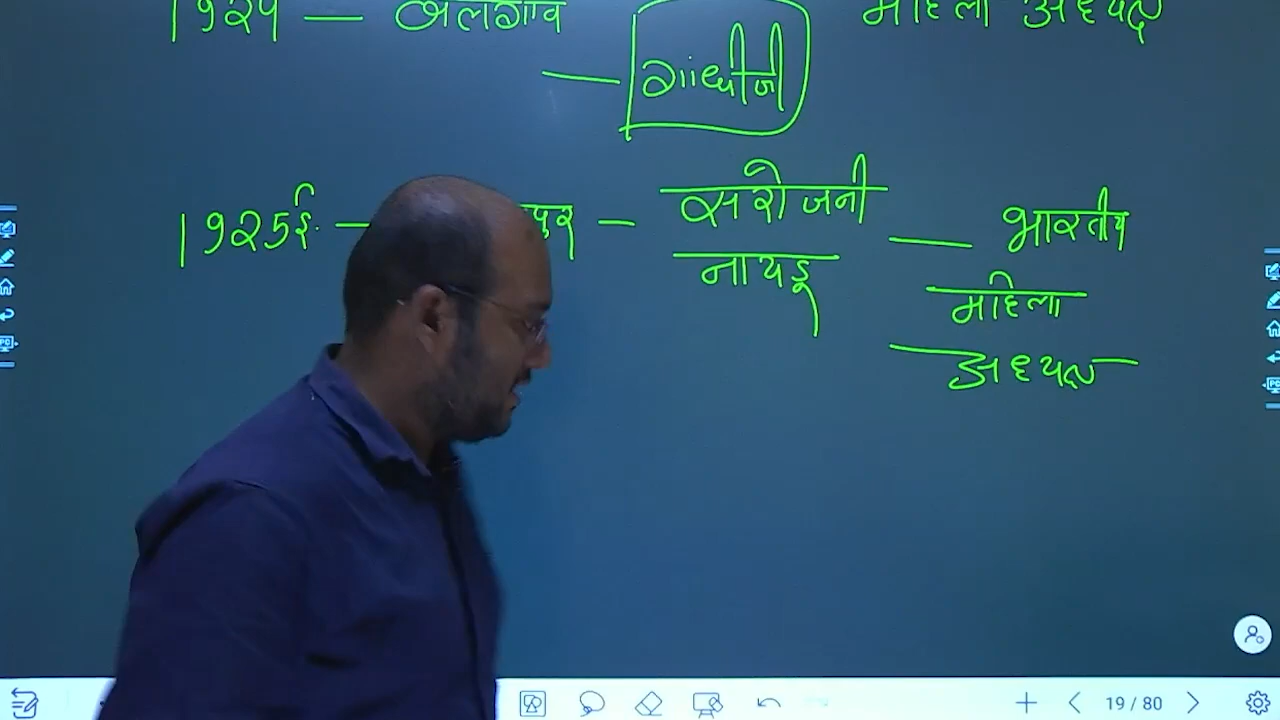 1924 — बेलगाव महिला अध्यक्ष
— गांधीजी
1925ई. — पुर — सरोजनी — भारतीय
नायडू महिला
अध्यक्ष
19 / 80